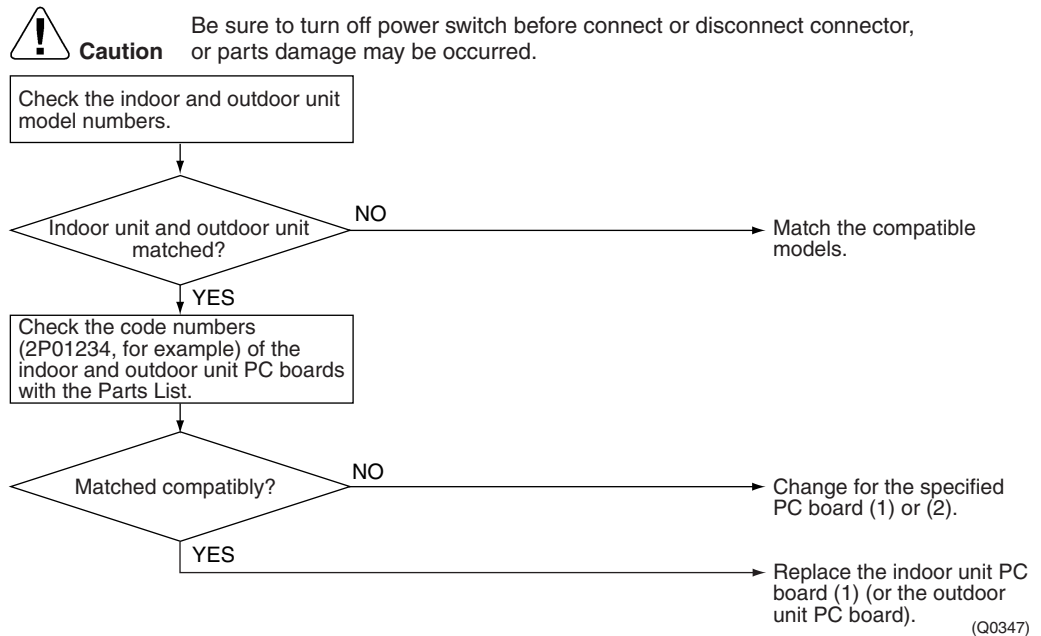 Be sure to turn off power switch before connect or disconnect connector,
Caution or parts damage may be occurred.
Check the indoor and outdoor unit
model numbers.
Indoor unit and outdoor unit
matched?
NO
Match the compatible
models.
YES
Check the code numbers
(2P01234, for example) of the
indoor and outdoor unit PC boards
with the Parts List.
Matched compatibly?
NO
Change for the specified
PC board (1) or (2).
YES
Replace the indoor unit PC
board (1) (or the outdoor
unit PC board).
(Q0347)